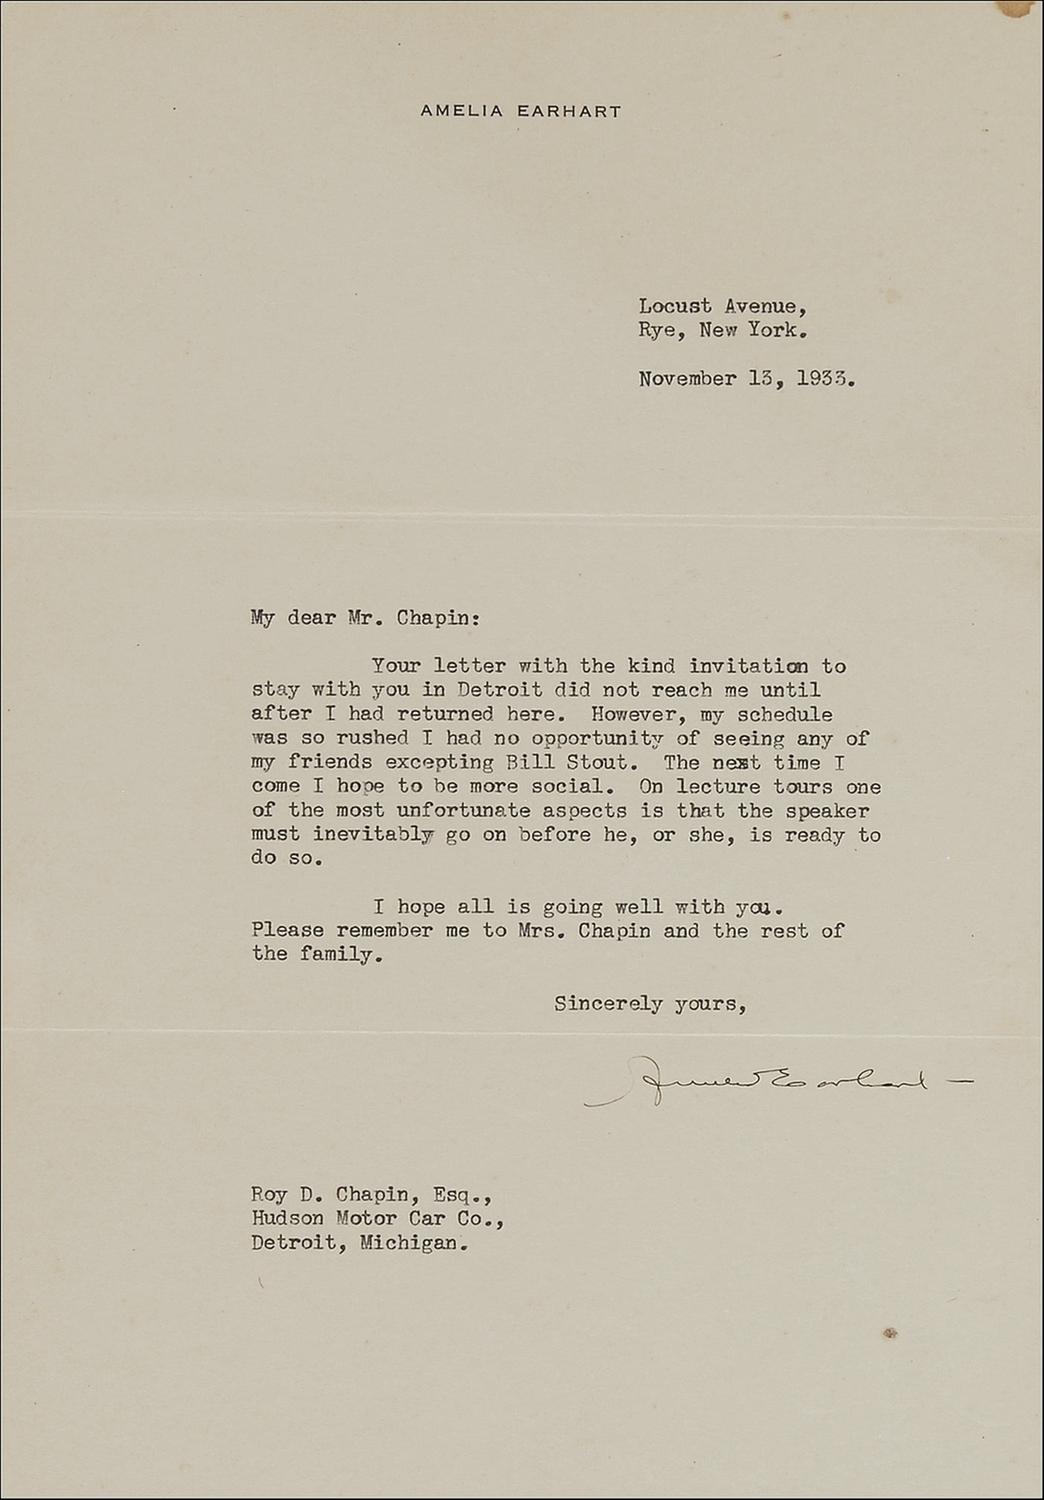 AMELIA EARHART
Locust Avenue,
Rye, New York.
November 13, 1933.
My dear Mr. Chapin:
Your letter with the kind invitation to
stay with you in Detroit did not reach me until
after I had returned here. However, my schedule
was so rushed I had no opportunity of seeing any of
my friends excepting Bill Stout. The next time I
come I hope to be more social. On lecture tours one
of the most unfortunate aspects is that the speaker
must inevitably go on before he, or she, is ready to
do so.
I hope all is going well with you.
Please remember me to Mrs. Chapin and the rest of
the family.
Sincerely yours,
Amelia Earhart —
Roy D. Chapin, Esq.,
Hudson Motor Car Co.,
Detroit, Michigan.